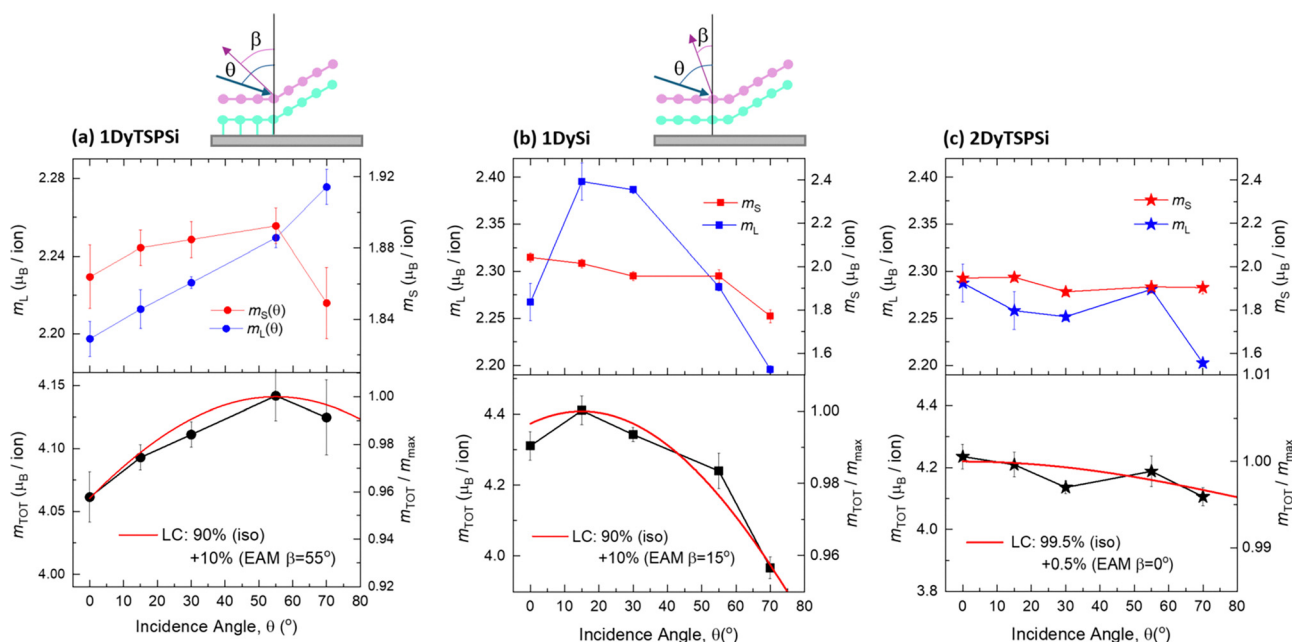 β
θ
β
θ
(a) 1DyTSPSi
(b) 1DySi
(c) 2DyTSPSi
2.28
2.24
2.20
m_L (μ_B / ion)
1.92
1.88
1.84
m_S (μ_B / ion)
m_S(θ)
m_L(θ)
4.15
4.10
4.05
4.00
m_TOT (μ_B / ion)
1.00
0.98
0.96
0.94
0.92
m_TOT / m_max
LC: 90% (iso)
+10% (EAM β=55°)
0 10 20 30 40 50 60 70 80
Incidence Angle, θ (°)
2.40
2.35
2.30
2.25
2.20
m_L (μ_B / ion)
2.4
2.2
2.0
1.8
1.6
m_S (μ_B / ion)
m_S
m_L
4.4
4.2
4.0
m_TOT (μ_B / ion)
1.00
0.98
0.96
m_TOT / m_max
LC: 90% (iso)
+10% (EAM β=15°)
0 10 20 30 40 50 60 70 80
Incidence Angle, θ(°)
2.40
2.35
2.30
2.25
2.20
m_L (μ_B / ion)
2.4
2.2
2.0
1.8
1.6
m_S (μ_B / ion)
m_S
m_L
4.4
4.2
4.1
4.0
3.8
m_TOT (μ_B / ion)
1.01
1.00
0.99
m_TOT / m_max
LC: 99.5% (iso)
+0.5% (EAM β=0°)
0 10 20 30 40 50 60 70 80
Incidence Angle, θ(°)